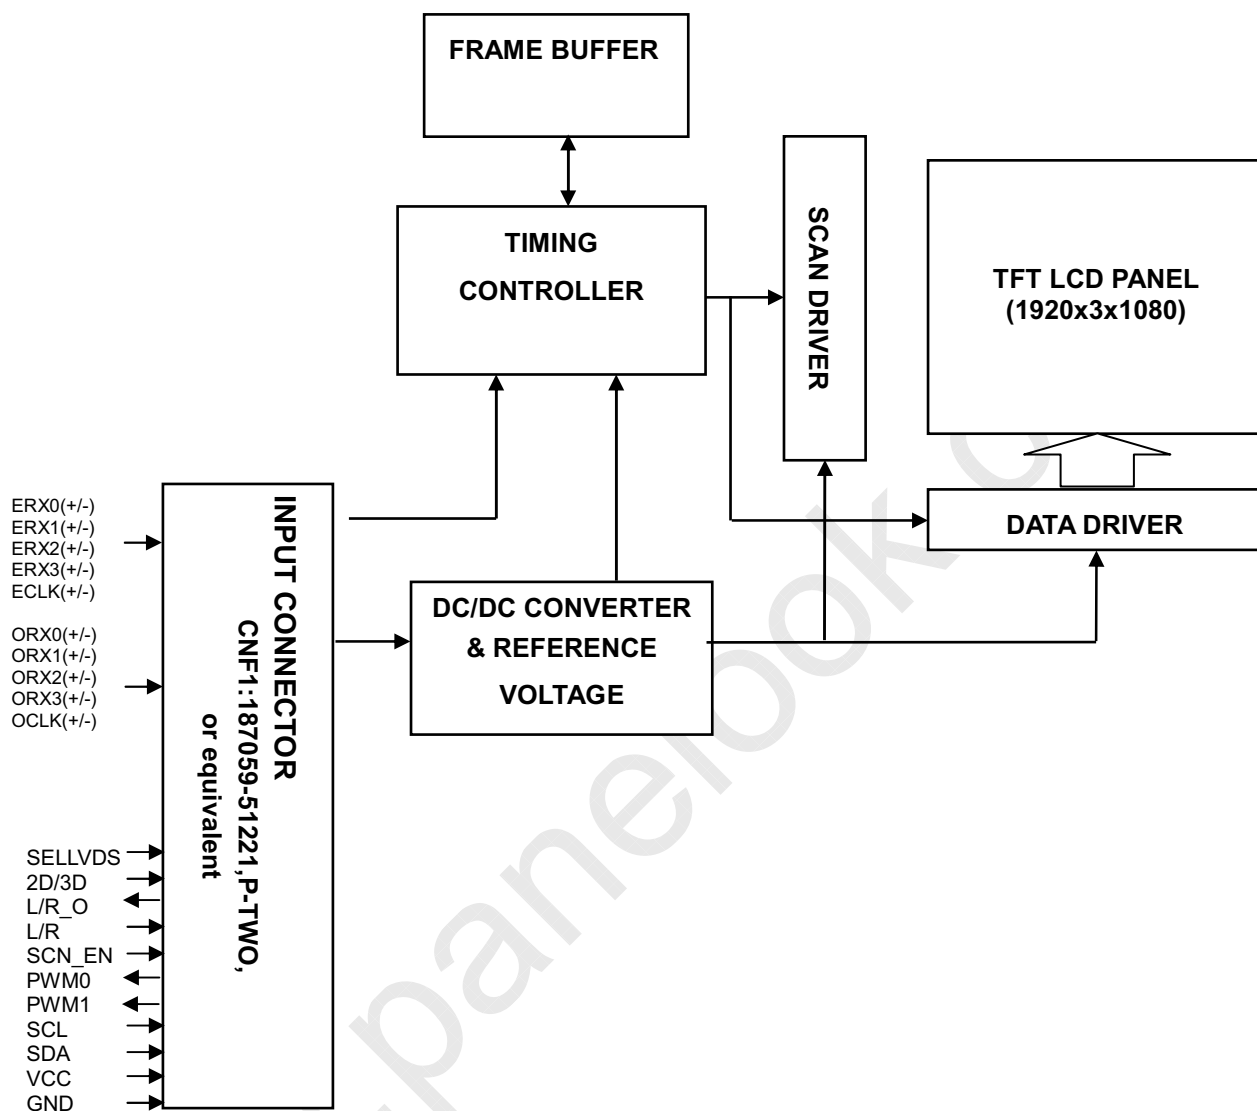 FRAME BUFFER
TIMING
CONTROLLER
SCAN DRIVER
TFT LCD PANEL
(1920x3x1080)
DATA DRIVER
DC/DC CONVERTER
& REFERENCE
VOLTAGE
INPUT CONNECTOR
CNF1:187059-51221,P-TWO,
or equivalent
ERX0(+/-)
ERX1(+/-)
ERX2(+/-)
ERX3(+/-)
ECLK(+/-)
ORX0(+/-)
ORX1(+/-)
ORX2(+/-)
ORX3(+/-)
OCLK(+/-)
SELLVDS
2D/3D
L/R_O
L/R
SCN_EN
PWM0
PWM1
SCL
SDA
VCC
GND
panelook